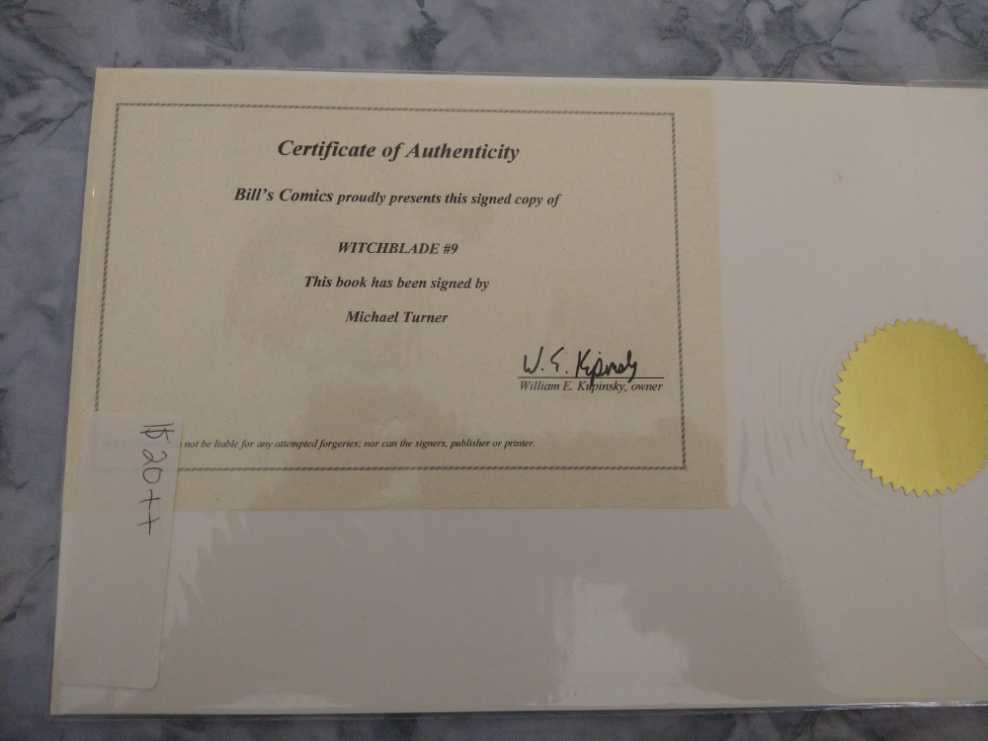 Certificate of Authenticity
Bill's Comics proudly presents this signed copy of
WITCHBLADE #9
This book has been signed by
Michael Turner
W. E. Kupinsky
William E. Kupinsky, owner
not be liable for any attempted forgeries; nor can the signers, publisher or printer.
$20++